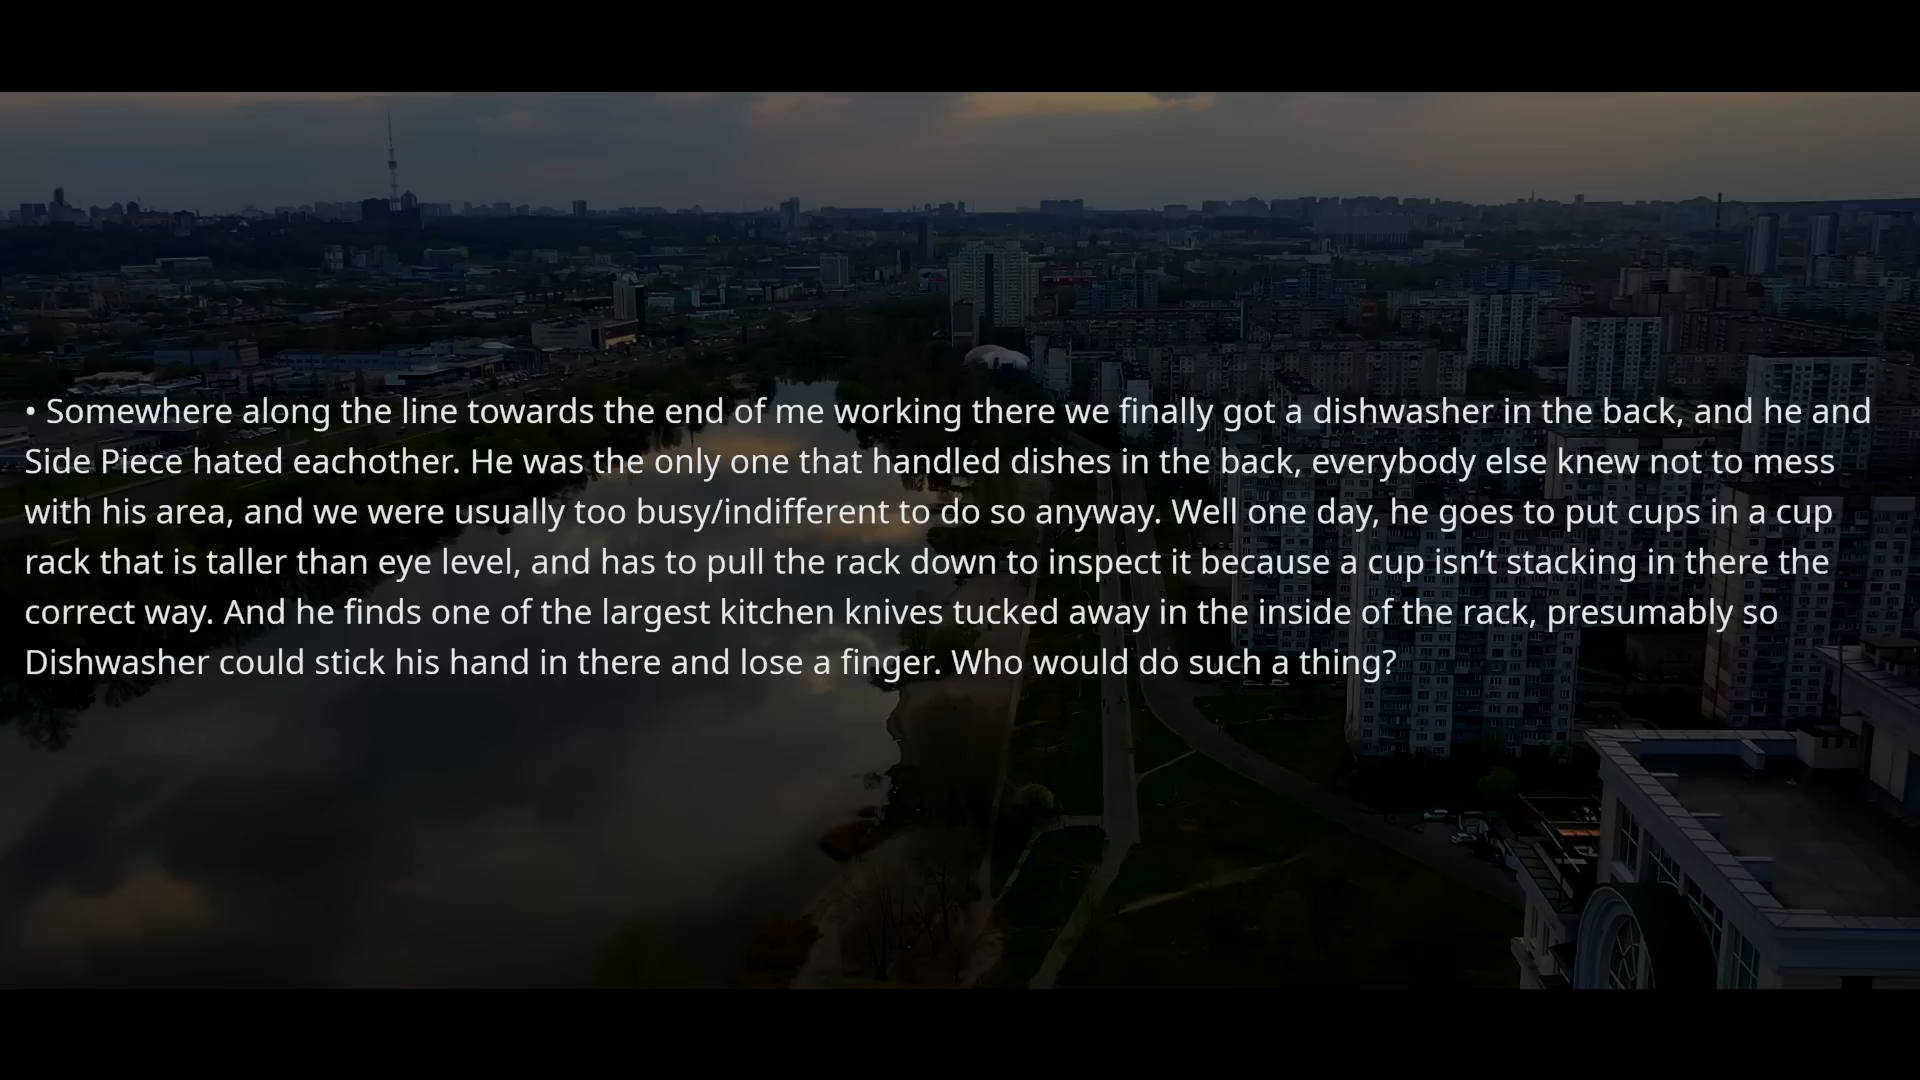 • Somewhere along the line towards the end of me working there we finally got a dishwasher in the back, and he and
Side Piece hated eachother. He was the only one that handled dishes in the back, everybody else knew not to mess
with his area, and we were usually too busy/indifferent to do so anyway. Well one day, he goes to put cups in a cup
rack that is taller than eye level, and has to pull the rack down to inspect it because a cup isn’t stacking in there the
correct way. And he finds one of the largest kitchen knives tucked away in the inside of the rack, presumably so
Dishwasher could stick his hand in there and lose a finger. Who would do such a thing?